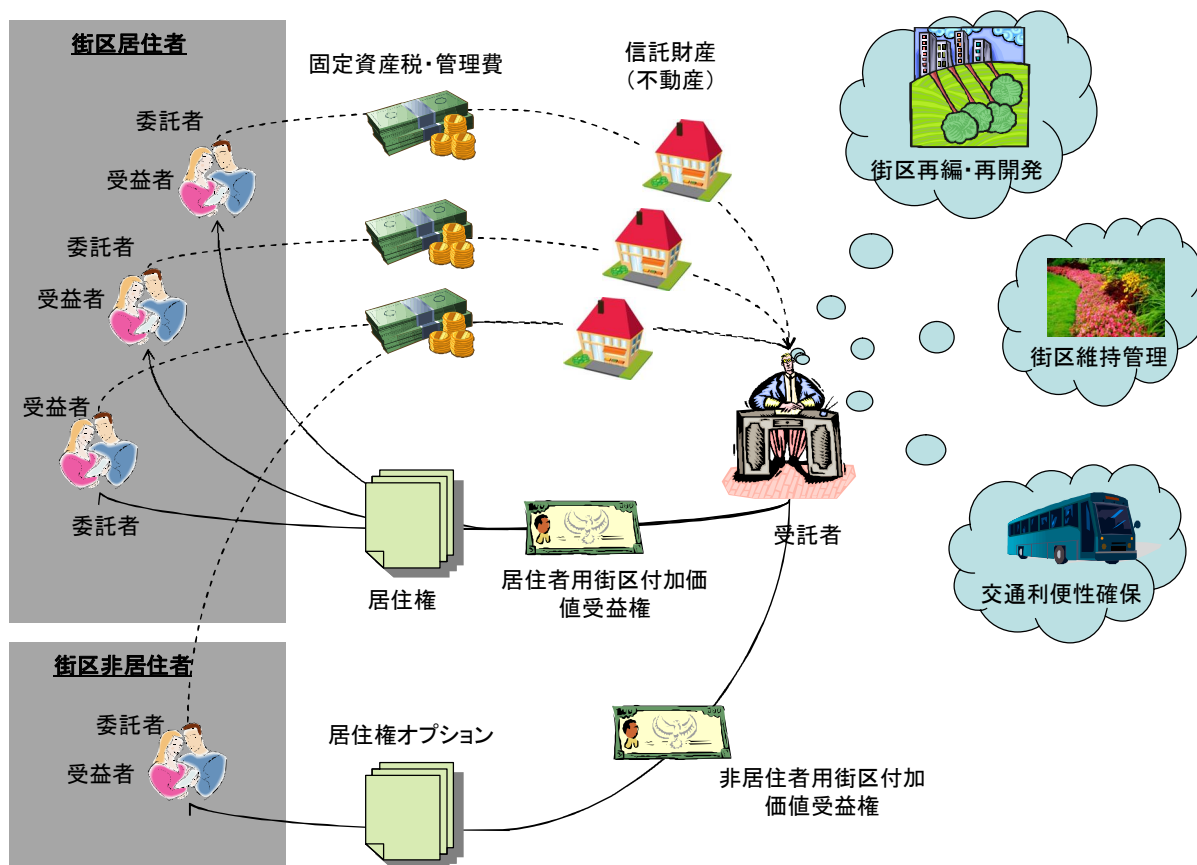 街区居住者
固定資産税・管理費
信託財産
（不動産）
委託者
受益者
街区再編・再開発
委託者
受益者
街区維持管理
受益者
委託者
受託者
居住権
居住者用街区付加価
値受益権
交通利便性確保
街区非居住者
委託者
受益者
居住権オプション
非居住者用街区付加
価値受益権